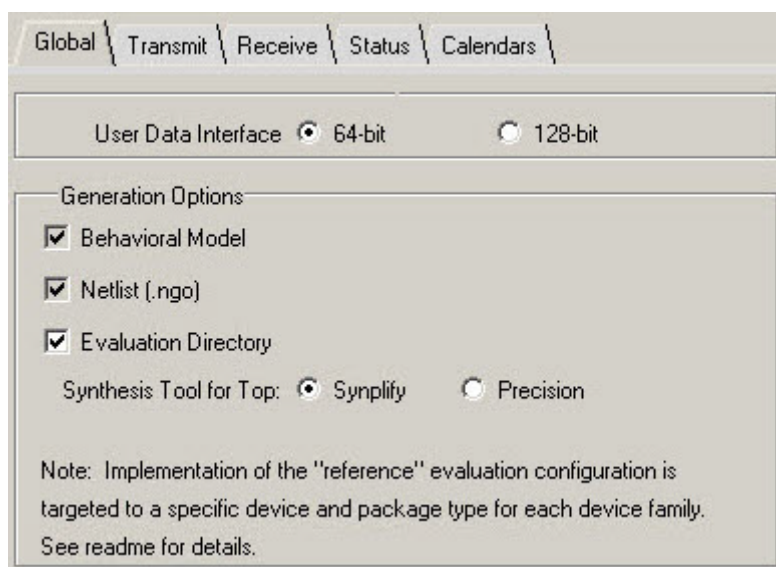 Global Transmit Receive Status Calendars
User Data Interface 64-bit 128-bit
Generation Options
Behavioral Model
Netlist (.ngo)
Evaluation Directory
Synthesis Tool for Top: Synplify Precision
Note: Implementation of the "reference" evaluation configuration is
targeted to a specific device and package type for each device family.
See readme for details.